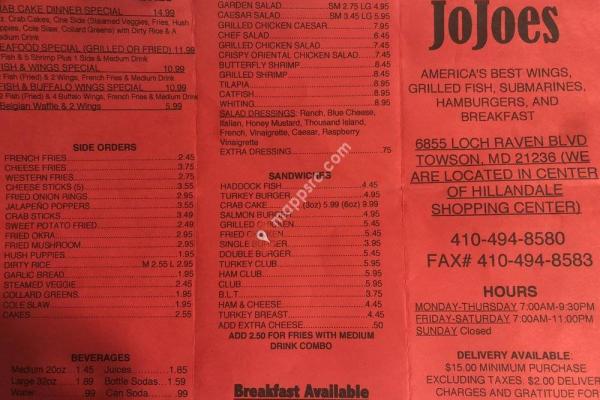 CRAB CAKE DINNER SPECIAL 14.99
oz. Crab Cakes, One Side (Steamed Veggies, Fries, Hush
Puppies, Cole Slaw, Collard Greens) with Dirty Rice & A
Medium Drink
SEAFOOD SPECIAL (GRILLED OR FRIED) 11.99
Fish & 5 Shrimp Plus 1 Side & Medium Drink
FISH & WINGS SPECIAL 10.99
Fish (Fried) & 2 Wings, French Fries & Medium Drink
FISH & BUFFALO WINGS SPECIAL 10.99
Fish (Fried) & 2 Wings, French Fries & Medium Drink
Belgian Waffle & 2 Wings 5.99
SIDE ORDERS
FRENCH FRIES 2.45
CHEESE FRIES 3.75
WESTERN FRIES 2.75
CHEESE STICKS (5) 3.55
FRIED ONION RINGS 2.95
JALAPEÑO POPPERS 3.55
CRAB STICKS 3.49
SWEET POTATO FRIED 2.49
FRIED OKRA 2.95
FRIED MUSHROOM 2.95
HUSH PUPPIES 1.95
DIRTY RICE M 2.55 L 2.95
GARLIC BREAD 1.95
STEAMED VEGGIE 2.45
COLLARD GREENS 1.95
COLE SLAW 1.95
CAKES 2.55
BEVERAGES
Medium 20oz 1.45 Juices 1.85
Large 32oz 1.89 Bottle Sodas 1.59
Water .99 Can Soda .99
GARDEN SALAD SM 2.75 LG 4.95
CAESAR SALAD SM 3.45 LG 5.95
GRILLED CHICKEN CAESAR 7.95
CHEF SALAD 6.45
GRILLED CHICKEN SALAD 7.45
CRISPY ORIENTAL CHICKEN SALAD 7.45
BUTTERFLY SHRIMP 8.45
GRILLED SHRIMP 8.45
TILAPIA 8.95
CATFISH 8.95
WHITING 8.95
SALAD DRESSINGS: Ranch, Blue Cheese,
Italian, Honey Mustard, Thousand Island,
French, Vinaigrette, Caesar, Raspberry
Vinaigrette
EXTRA DRESSING .75
SANDWICHES
HADDOCK FISH 4.45
TURKEY BURGER 4.95
CRAB CAKE (3oz) 5.99 (6oz) 9.99
SALMON BURGER 4.95
GRILLED CHICKEN 5.45
FRIED CHICKEN 5.45
SINGLE BURGER 3.95
DOUBLE BURGER 5.45
TURKEY CLUB 5.95
HAM CLUB 5.95
CLUB 5.95
B.L.T. 3.75
HAM & CHEESE 4.45
TURKEY BREAST 4.45
ADD EXTRA CHEESE .50
ADD 2.50 FOR FRIES WITH MEDIUM
DRINK COMBO
Breakfast Available
JoJoes
AMERICA'S BEST WINGS,
GRILLED FISH, SUBMARINES,
HAMBURGERS, AND
BREAKFAST
6855 LOCH RAVEN BLVD
TOWSON, MD 21236 (WE
ARE LOCATED IN CENTER
OF HILLANDALE
SHOPPING CENTER)
410-494-8580
FAX# 410-494-8583
HOURS
MONDAY-THURSDAY 7:00AM-9:30PM
FRIDAY-SATURDAY 7:00AM-11:00PM
SUNDAY Closed
DELIVERY AVAILABLE:
$15.00 MINIMUM PURCHASE
EXCLUDING TAXES. $2.00 DELIVERY
CHARGES AND GRATITUDE FOR
mappsrch.com